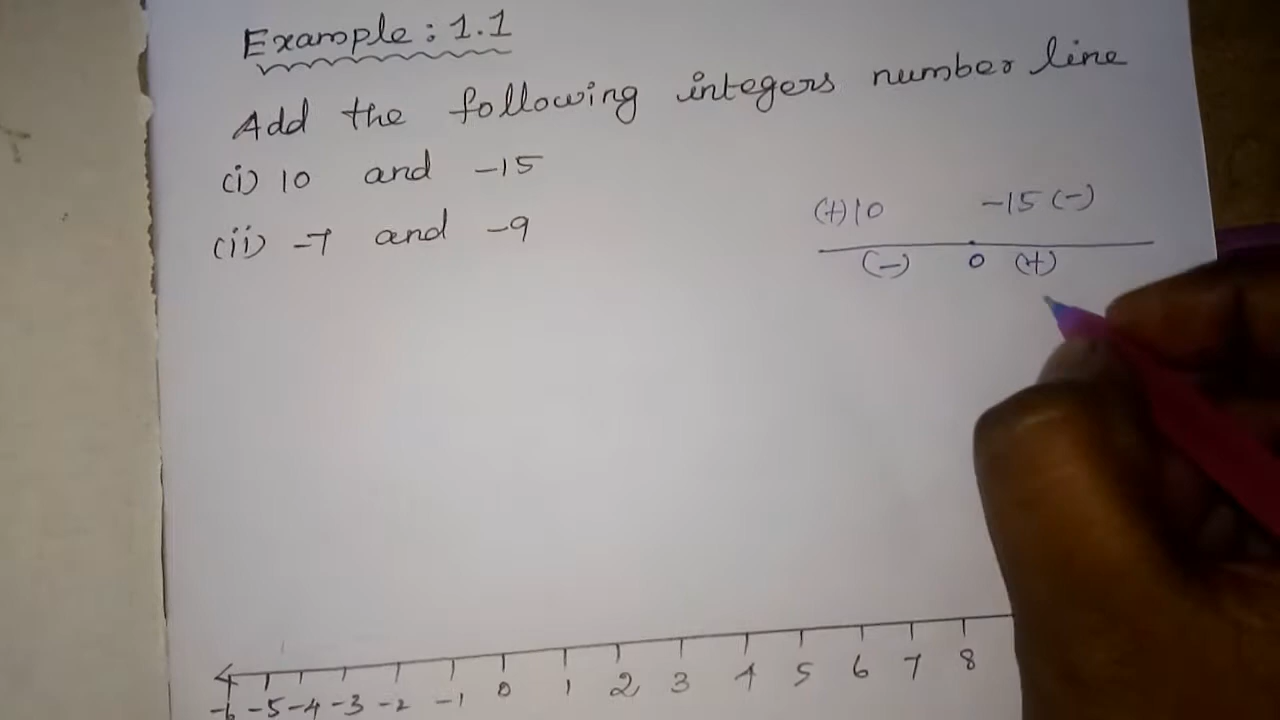 Example: 1.1
Add the following integers number line
(i) 10 and -15
(ii) -7 and -9
(+)10 -15(-)
(-) 0 (+)
-6 -5 -4 -3 -2 -1 0 1 2 3 4 5 6 7 8